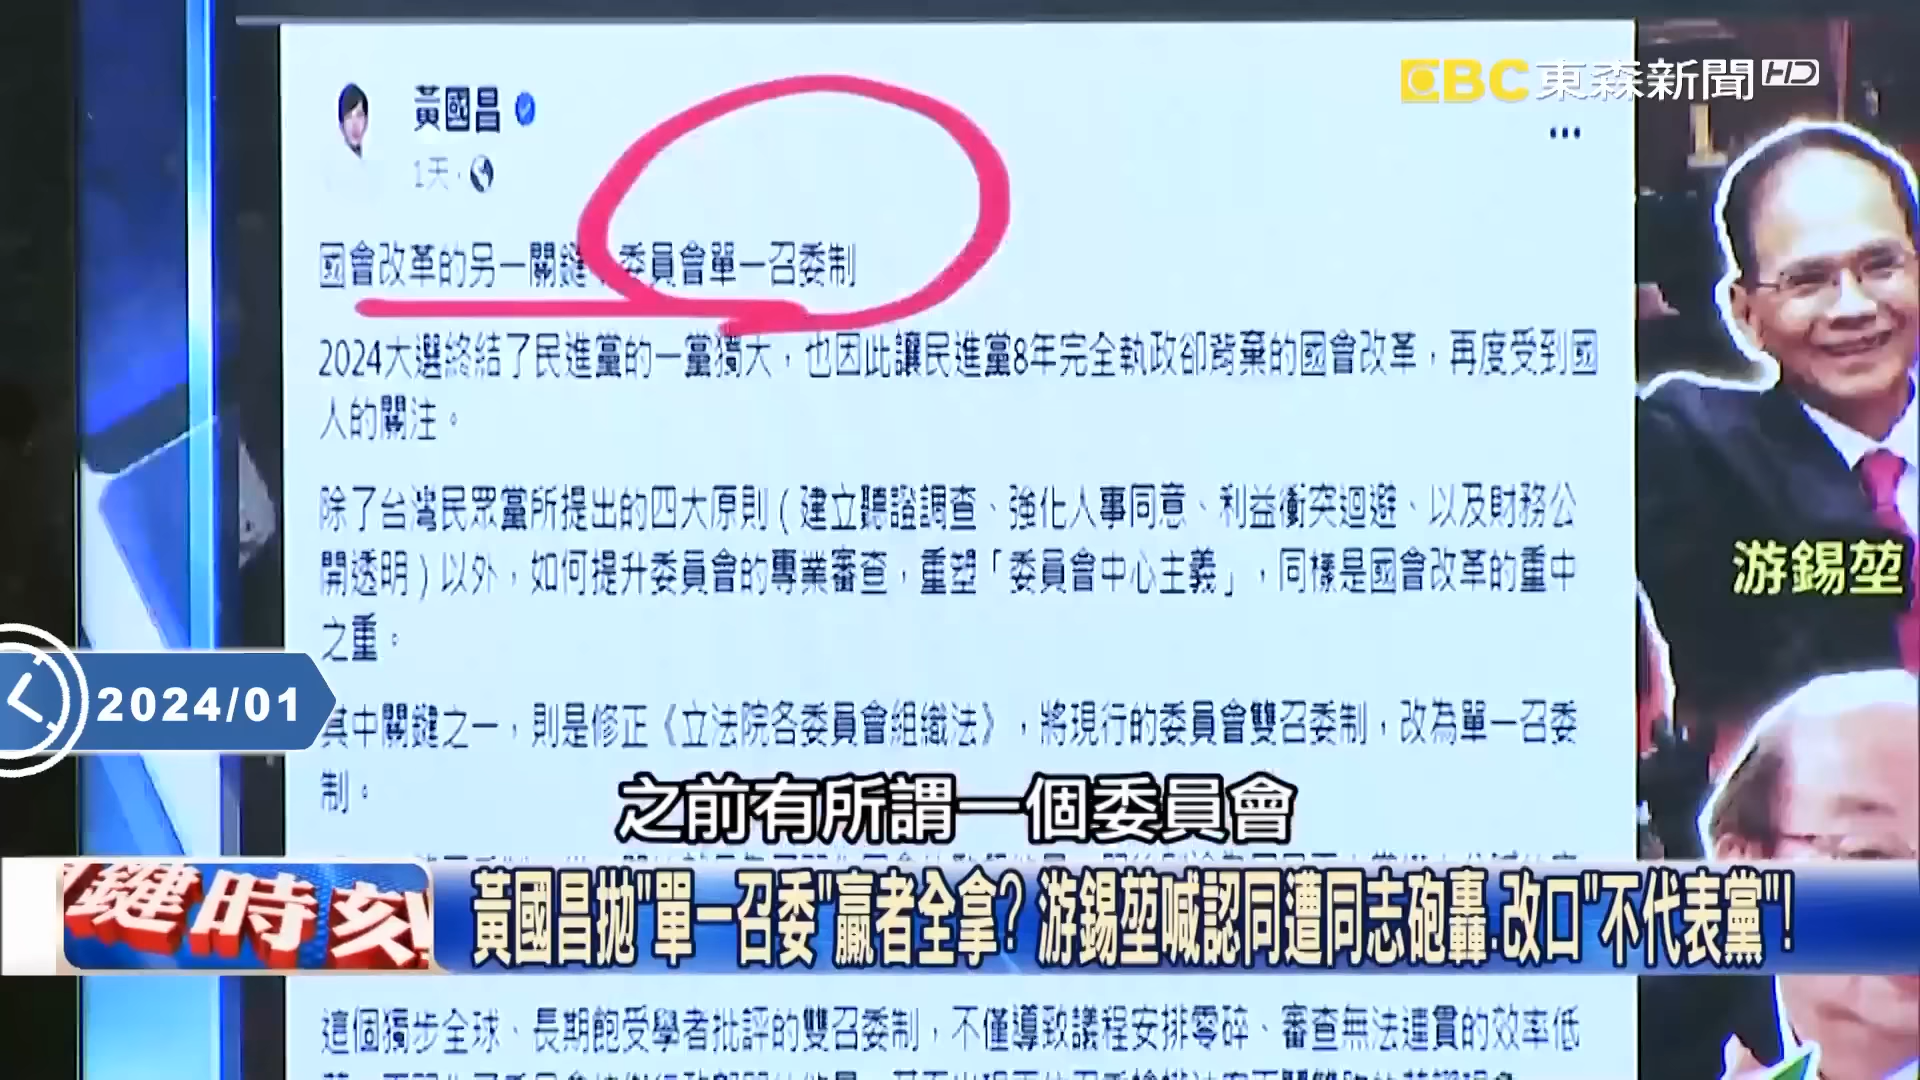 EBC 東森新聞 HD
黃國昌
1天
國會改革的另一關鍵：委員會單一召委制
2024大選終結了民進黨的一黨獨大，也因此讓民進黨8年完全執政卻背棄的國會改革，再度受到國
人的關注。
除了台灣民眾黨所提出的四大原則（建立聽證調查、強化人事同意、利益衝突迴避、以及財務公
開透明）以外，如何提升委員會的專業審查，重塑「委員會中心主義」，同樣是國會改革的重中
之重。
游錫堃
2024/01
其中關鍵之一，則是修正《立法院各委員會組織法》，將現行的委員會雙召委制，改為單一召委
制。
之前有所謂一個委員會
鍵時刻
黃國昌拋"單一召委"贏者全拿? 游錫堃喊認同遭同志砲轟.改口"不代表黨"!
這個獨步全球、長期飽受學者批評的雙召委制，不僅導致議程安排零碎、審查無法連貫的效率低